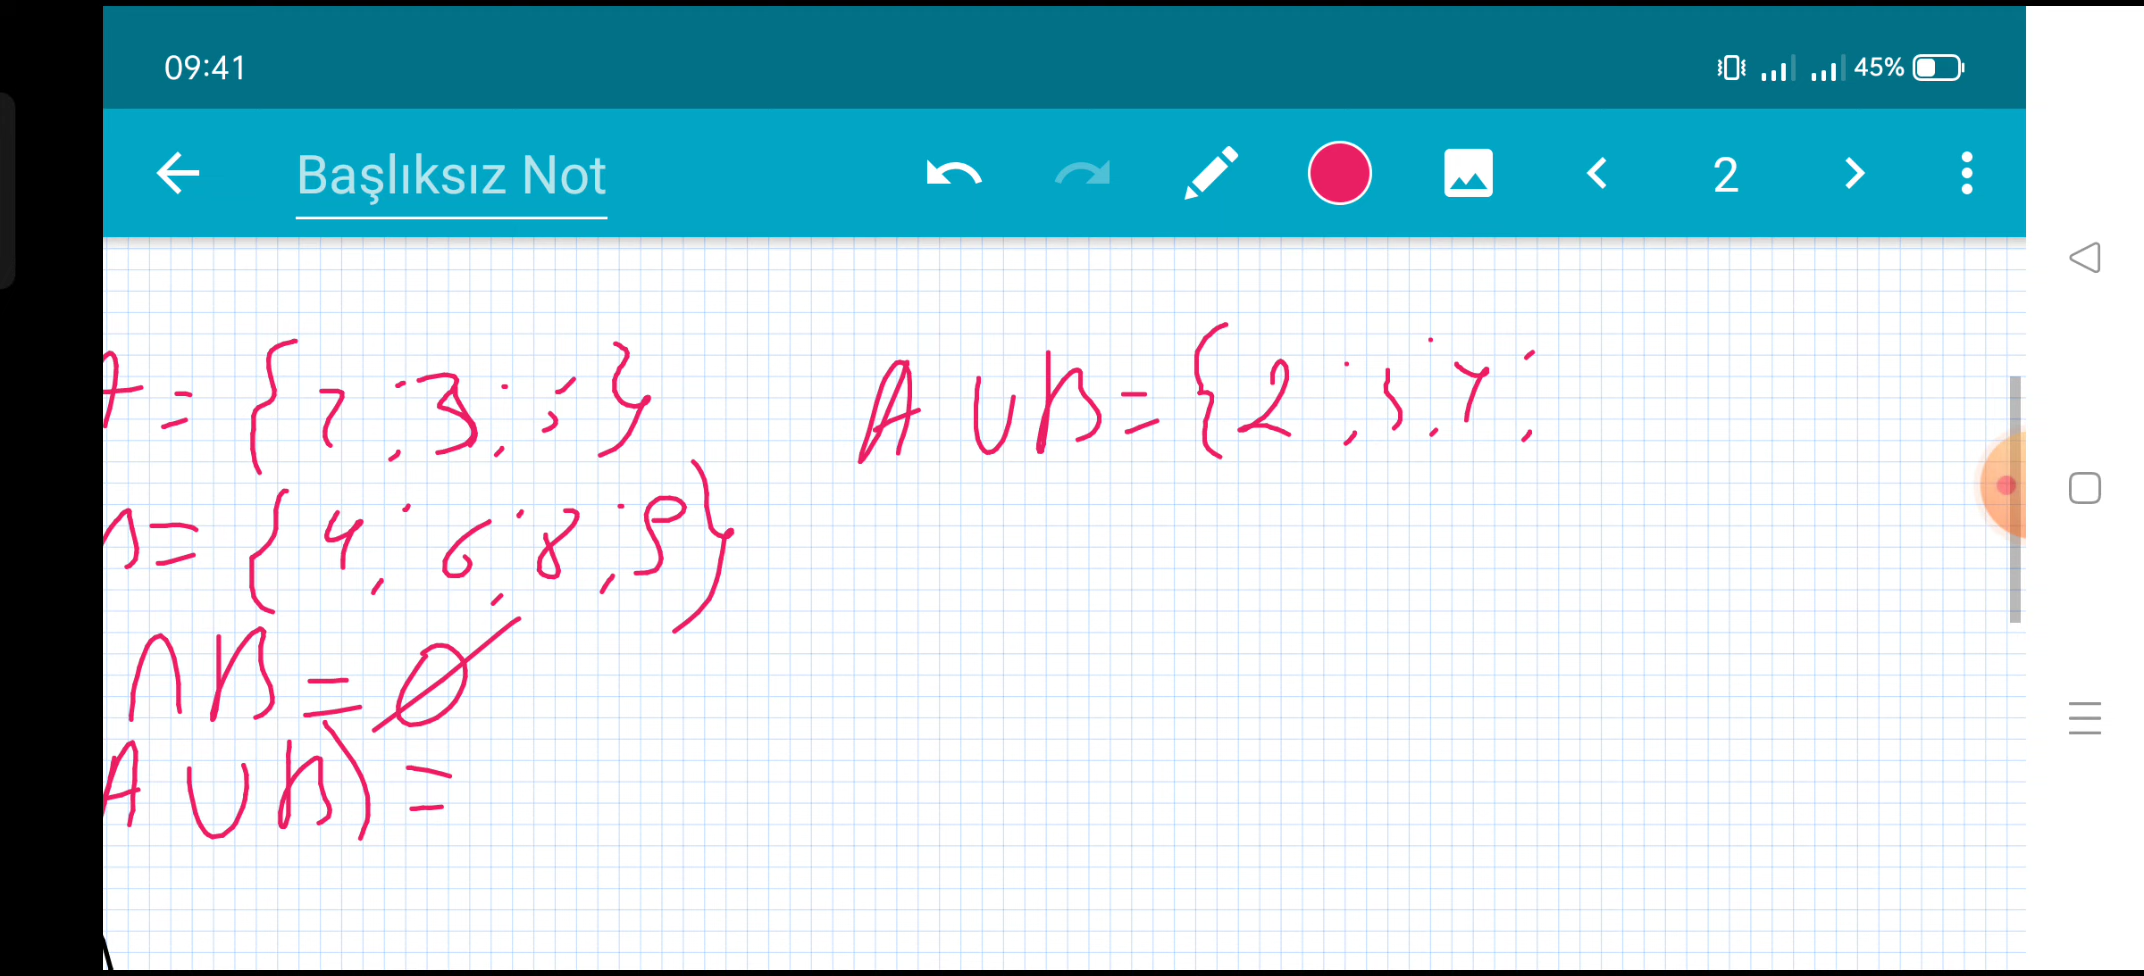 09:41 45%
Başlıksız Not 2
= {7; 3; 5}
A ∪ B = {2; 5; 7;
= {4; 6; 8; 9}
∩ B = ∅
A ∪ B) =